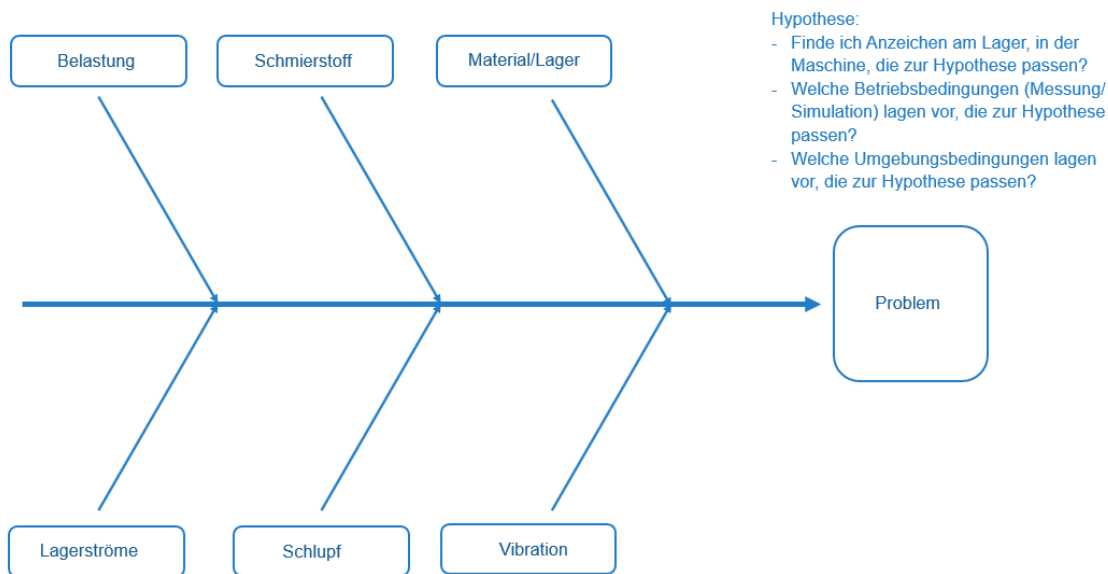 Hypothese:
- Finde ich Anzeichen am Lager, in der
Maschine, die zur Hypothese passen?
- Welche Betriebsbedingungen (Messung/
Simulation) lagen vor, die zur Hypothese
passen?
- Welche Umgebungsbedingungen lagen
vor, die zur Hypothese passen?
Belastung
Schmierstoff
Material/Lager
Problem
Lagerströme
Schlupf
Vibration